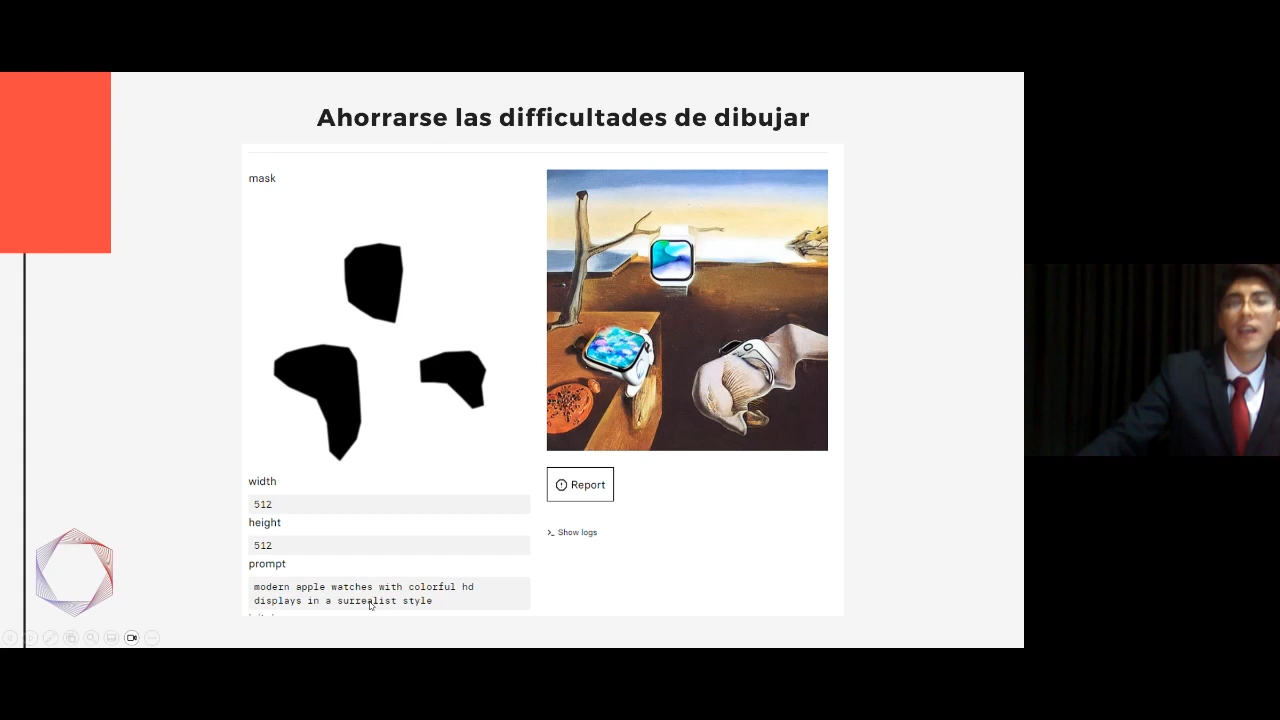 Ahorrarse las difficultades de dibujar
mask
width
512
height
512
prompt
modern apple watches with colorful hd
displays in a surrealist style
Report
Show logs